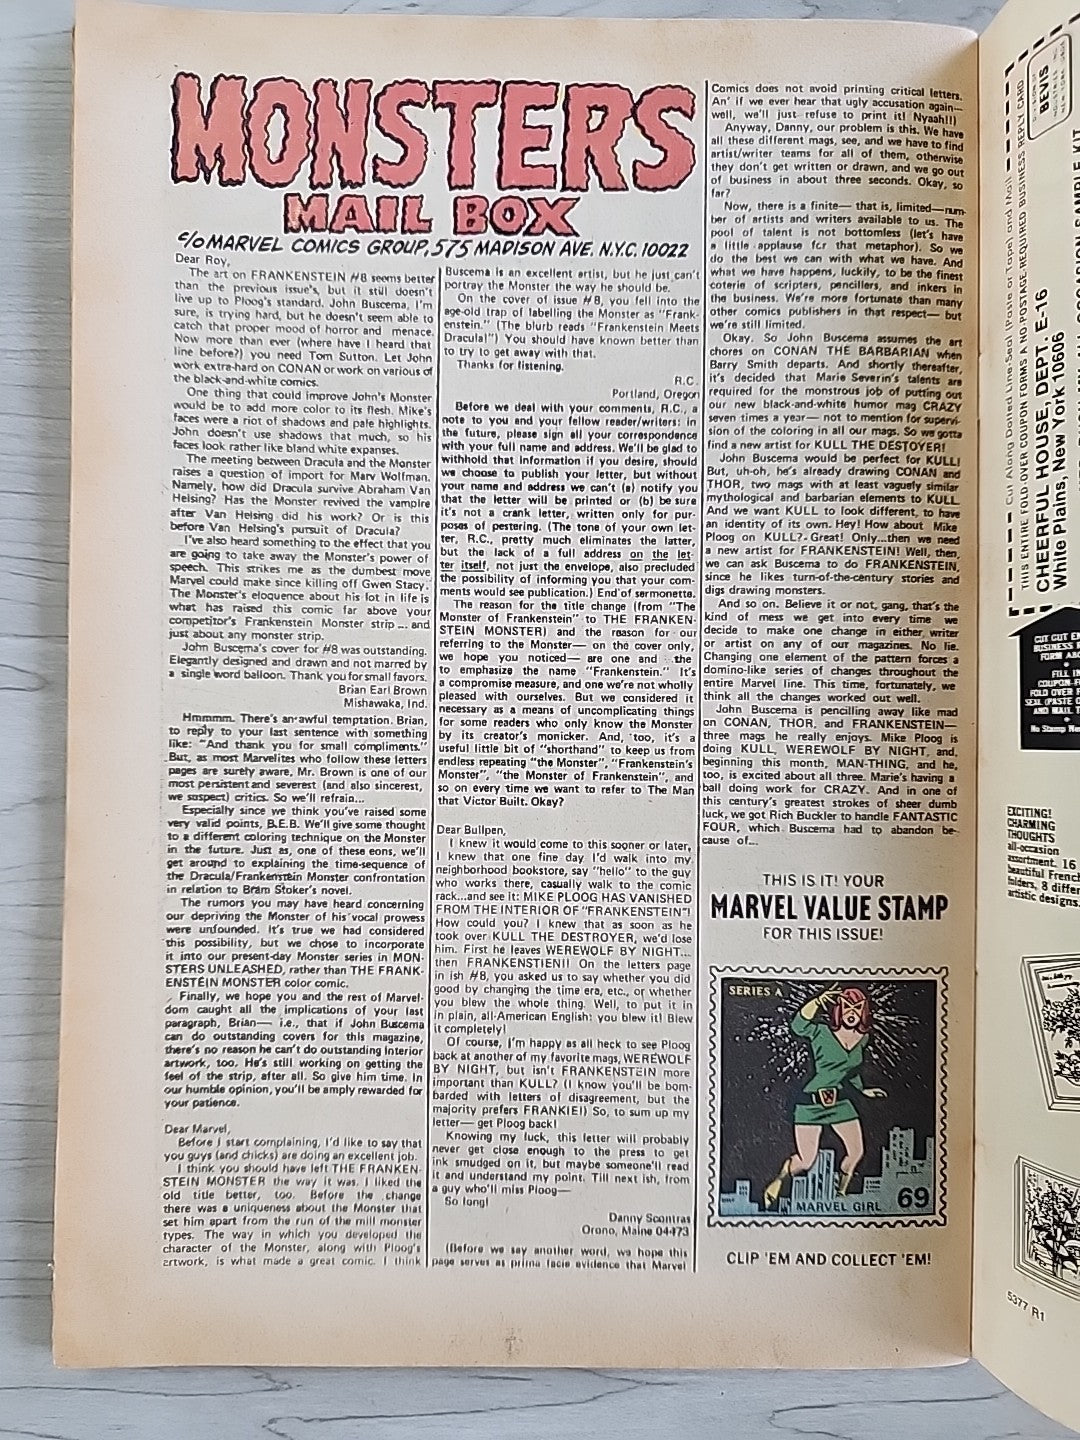 MONSTERS
MAIL BOX
c/o MARVEL COMICS GROUP, 575 MADISON AVE. N.Y.C. 10022
Dear Roy,
The art on FRANKENSTEIN #8 seems better
than the previous issue's, but it still doesn't
live up to Ploog's standard. John Buscema, I'm
sure, is trying hard, but he doesn't seem able to
catch that proper mood of horror and menace.
Now more than ever (where have I heard that
line before?) you need Tom Sutton. Let John
work extra-hard on CONAN or work on various of
the black-and-white comics.
One thing that could improve John's Monster
would be to add more color to its flesh. Mike's
faces were a riot of shadows and pale highlights.
John doesn't use shadows that much, so his
faces look rather like bland white expanses.
The meeting between Dracula and the Monster
raises a question of import for Marv Wolfman.
Namely, how did Dracula survive Abraham Van
Helsing? Has the Monster revived the vampire
after Van Helsing did his work? Or is this
before Van Helsing's pursuit of Dracula?
I've also heard something to the effect that you
are going to take away the Monster's power of
speech. This strikes me as the dumbest move
Marvel could make since killing off Gwen Stacy.
The Monster's eloquence about his lot in life is
what has raised this comic far above your
competitor's Frankenstein Monster strip ... and
just about any monster strip.
John Buscema's cover for #8 was outstanding.
Elegantly designed and drawn and not marred by
a single word balloon. Thank you for small favors.
Brian Earl Brown
Mishawaka, Ind.
Hmmmm. There's an awful temptation. Brian,
to reply to your last sentence with something
like: "And thank you for small compliments."
But, as most Marvelites who follow these letters
pages are surely aware, Mr. Brown is one of our
most persistent and severest (and also sincerest,
we suspect) critics. So we'll refrain...
Especially since we think you've raised some
very valid points, B.E.B. We'll give some thought
to a different coloring technique on the Monster
in the future. Just as, one of these eons, we'll
get around to explaining the time-sequence of
the Dracula/Frankenstein Monster confrontation
in relation to Bram Stoker's novel.
The rumors you may have heard concerning
our depriving the Monster of his vocal prowess
were unfounded. It's true we had considered
this possibility, but we chose to incorporate
it into our present-day Monster series in MON-
STERS UNLEASHED, rather than THE FRANK-
ENSTEIN MONSTER color comic.
Finally, we hope you and the rest of Marvel-
dom caught all the implications of your last
paragraph, Brian— i.e., that if John Buscema
can do outstanding covers for this magazine,
there's no reason he can't do outstanding interior
artwork, too. He's still working on getting the
feel of the strip, after all. So give him time. In
our humble opinion, you'll be amply rewarded for
your patience.
Dear Marvel,
Before I start complaining, I'd like to say that
you guys (and chicks) are doing an excellent job.
I think you should have left THE FRANKEN-
STEIN MONSTER the way it was. I liked the
old title better, too. Before the change
there was a uniqueness about the Monster that
set him apart from the run of the mill monster
types. The way in which you developed the
character of the Monster, along with Ploog's
artwork, is what made a great comic. I think
Buscema is an excellent artist, but he just can't
portray the Monster the way he should be.
On the cover of issue #8, you fell into the
age-old trap of labelling the Monster as "Frank-
enstein." (The blurb reads "Frankenstein Meets
Dracula!") You should have known better than
to try to get away with that.
Thanks for listening.
R.C.
Portland, Oregon
Before we deal with your comments, R.C., a
note to you and your fellow reader/writers: in
the future, please sign all your correspondence
with your full name and address. We'll be glad to
withhold that information if you desire, should
we choose to publish your letter, but without
your name and address we can't (a) notify you
that the letter will be printed or (b) be sure
it's not a crank letter, written only for pur-
poses of pestering. (The tone of your own let-
ter, R.C., pretty much eliminates the latter,
but the lack of a full address on the let-
ter itself, not just the envelope, also precluded
the possibility of informing you that your com-
ments would see publication.) End of sermonetta.
The reason for the title change (from "The
Monster of Frankenstein" to THE FRANKEN-
STEIN MONSTER) and the reason for our
referring to the Monster— on the cover only,
we hope you noticed— are one and the
to emphasize the name "Frankenstein." It's
a compromise measure, and one we're not wholly
pleased with ourselves. But we considered it
necessary as a means of uncomplicating things
for some readers who only know the Monster
by its creator's monicker. And, too, it's a
useful little bit of "shorthand" to keep us from
endless repeating "the Monster", "Frankenstein's
Monster", "the Monster of Frankenstein", and
so on every time we want to refer to The Man
that Victor Built. Okay?
Dear Bullpen,
I knew it would come to this sooner or later,
I knew that one fine day I'd walk into my
neighborhood bookstore, say "hello" to the guy
who works there, casually walk to the comic
rack...and see it: MIKE PLOOG HAS VANISHED
FROM THE INTERIOR OF "FRANKENSTEIN"!
How could you? I knew that as soon as he
took over KULL THE DESTROYER, we'd lose
him. First he leaves WEREWOLF BY NIGHT...
then FRANKENSTEIN!! On the letters page
in ish #8, you asked us to say whether you did
good by changing the time era, etc., or whether
you blew the whole thing. Well, to put it in
in plain, all-American English: you blew it! Blew
it completely!
Of course, I'm happy as all heck to see Ploog
back at another of my favorite mags, WEREWOLF
BY NIGHT, but isn't FRANKENSTEIN more
important than KULL? (I know you'll be bom-
barded with letters of disagreement, but the
majority prefers FRANKIE!) So, to sum up my
letter— get Ploog back!
Knowing my luck, this letter will probably
never get close enough to the press to get
ink smudged on it, but maybe someone'll read
it and understand my point. Till next ish, from
a guy who'll miss Ploog—
So long!
Danny Scontras
Orono, Maine 04473
(Before we say another word, we hope this
page serves as prima facie evidence that Marvel
Comics does not avoid printing critical letters.
An' if we ever hear that ugly accusation again—
well, we'll just refuse to print it! Nyaah!!)
Anyway, Danny, our problem is this. We have
all these different mags, see, and we have to find
artist/writer teams for all of them, otherwise
they don't get written or drawn, and we go out
of business in about three seconds. Okay, so
far?
Now, there is a finite— that is, limited—num-
ber of artists and writers available to us. The
pool of talent is not bottomless (let's have
a little applause for that metaphor). So we
do the best we can with what we have. And
what we have happens, luckily, to be the finest
coterie of scripters, pencillers, and inkers in
the business. We're more fortunate than many
other comics publishers in that respect— but
we're still limited.
Okay. So John Buscema assumes the art
chores on CONAN THE BARBARIAN when
Barry Smith departs. And shortly thereafter,
it's decided that Marie Severin's talents are
required for the monstrous job of putting out
our new black-and-white humor mag CRAZY
seven times a year— not to mention for supervi-
sion of the coloring in all our mags. So we gotta
find a new artist for KULL THE DESTOYER!
John Buscema would be perfect for KULL!
But, uh-oh, he's already drawing CONAN and
THOR, two mags with at least vaguely similar
mythological and barbarian elements to KULL.
And we want KULL to look different, to have
an identity of its own. Hey! How about Mike
Ploog on KULL? Great! Only...then we need
a new artist for FRANKENSTEIN! Well, then,
we can ask Buscema to do FRANKENSTEIN,
since he likes turn-of-the-century stories and
digs drawing monsters.
And so on. Believe it or not, gang, that's the
kind of mess we get into every time we
decide to make one change in either writer
or artist on any of our magazines. No lie.
Changing one element of the pattern forces a
domino-like series of changes throughout the
entire Marvel line. This time, fortunately, we
think all the changes worked out well.
John Buscema is pencilling away like mad
on CONAN, THOR, and FRANKENSTEIN—
three mags he really enjoys. Mike Ploog is
doing KULL, WEREWOLF BY NIGHT, and,
beginning this month, MAN-THING, and he,
too, is excited about all three. Marie's having a
ball doing work for CRAZY. And in one of
this century's greatest strokes of sheer dumb
luck, we got Rich Buckler to handle FANTASTIC
FOUR, which Buscema had to abandon be-
cause of...
THIS IS IT! YOUR
MARVEL VALUE STAMP
FOR THIS ISSUE!
SERIES A
69
MARVEL GIRL
CLIP 'EM AND COLLECT 'EM!
BEVIS
Cut Along Dotted Line-Seal (Paste or Tape) and Mail
THIS ENTIRE FOLD-OVER COUPON FORMS A NO-POSTAGE-REQUIRED BUSINESS REPLY CARD
CHEERFUL HOUSE, DEPT. E-16
White Plains, New York 10606
OCCASION SAMPLE KIT
CUT OUT EN
BUSINESS
FORM ABO
FILL IN
COUPON-F
FOLD OVER
SEAL (PASTE
AND MAIL
No Stamp Ne
EXCITING!
CHARMING
THOUGHTS
all-occasion
assortment. 16
beautiful French
folders, 8 differ
artistic designs.
5377 R1